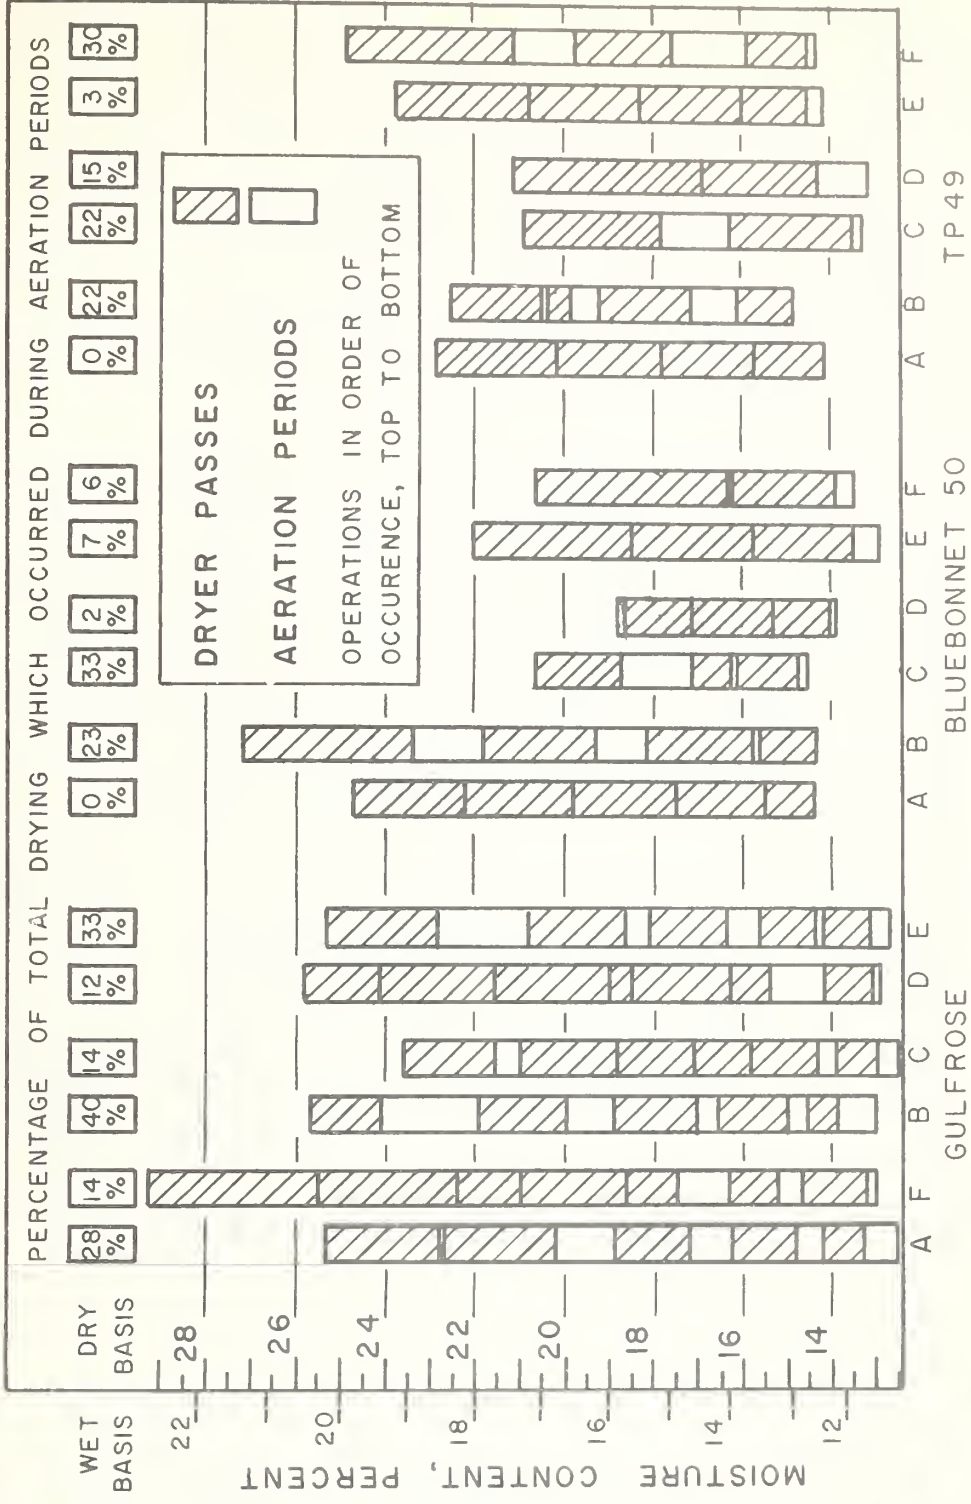 PERCENTAGE OF TOTAL DRYING WHICH OCCURRED DURING AERATION PERIODS
28 % 14 % 40 % 14 % 12 % 33 % 0 % 23 % 33 % 2 % 7 % 6 % 0 % 22 % 22 % 15 % 3 % 30 %
WET BASIS
DRY BASIS
MOISTURE CONTENT, PERCENT
22
20
18
16
14
12
28
26
24
22
20
18
16
14
DRYER PASSES
AERATION PERIODS
OPERATIONS IN ORDER OF
OCCURENCE, TOP TO BOTTOM
A F B C D E A B C D E F A B C D E F
GULFROSE BLUEBONNET 50 TP 49